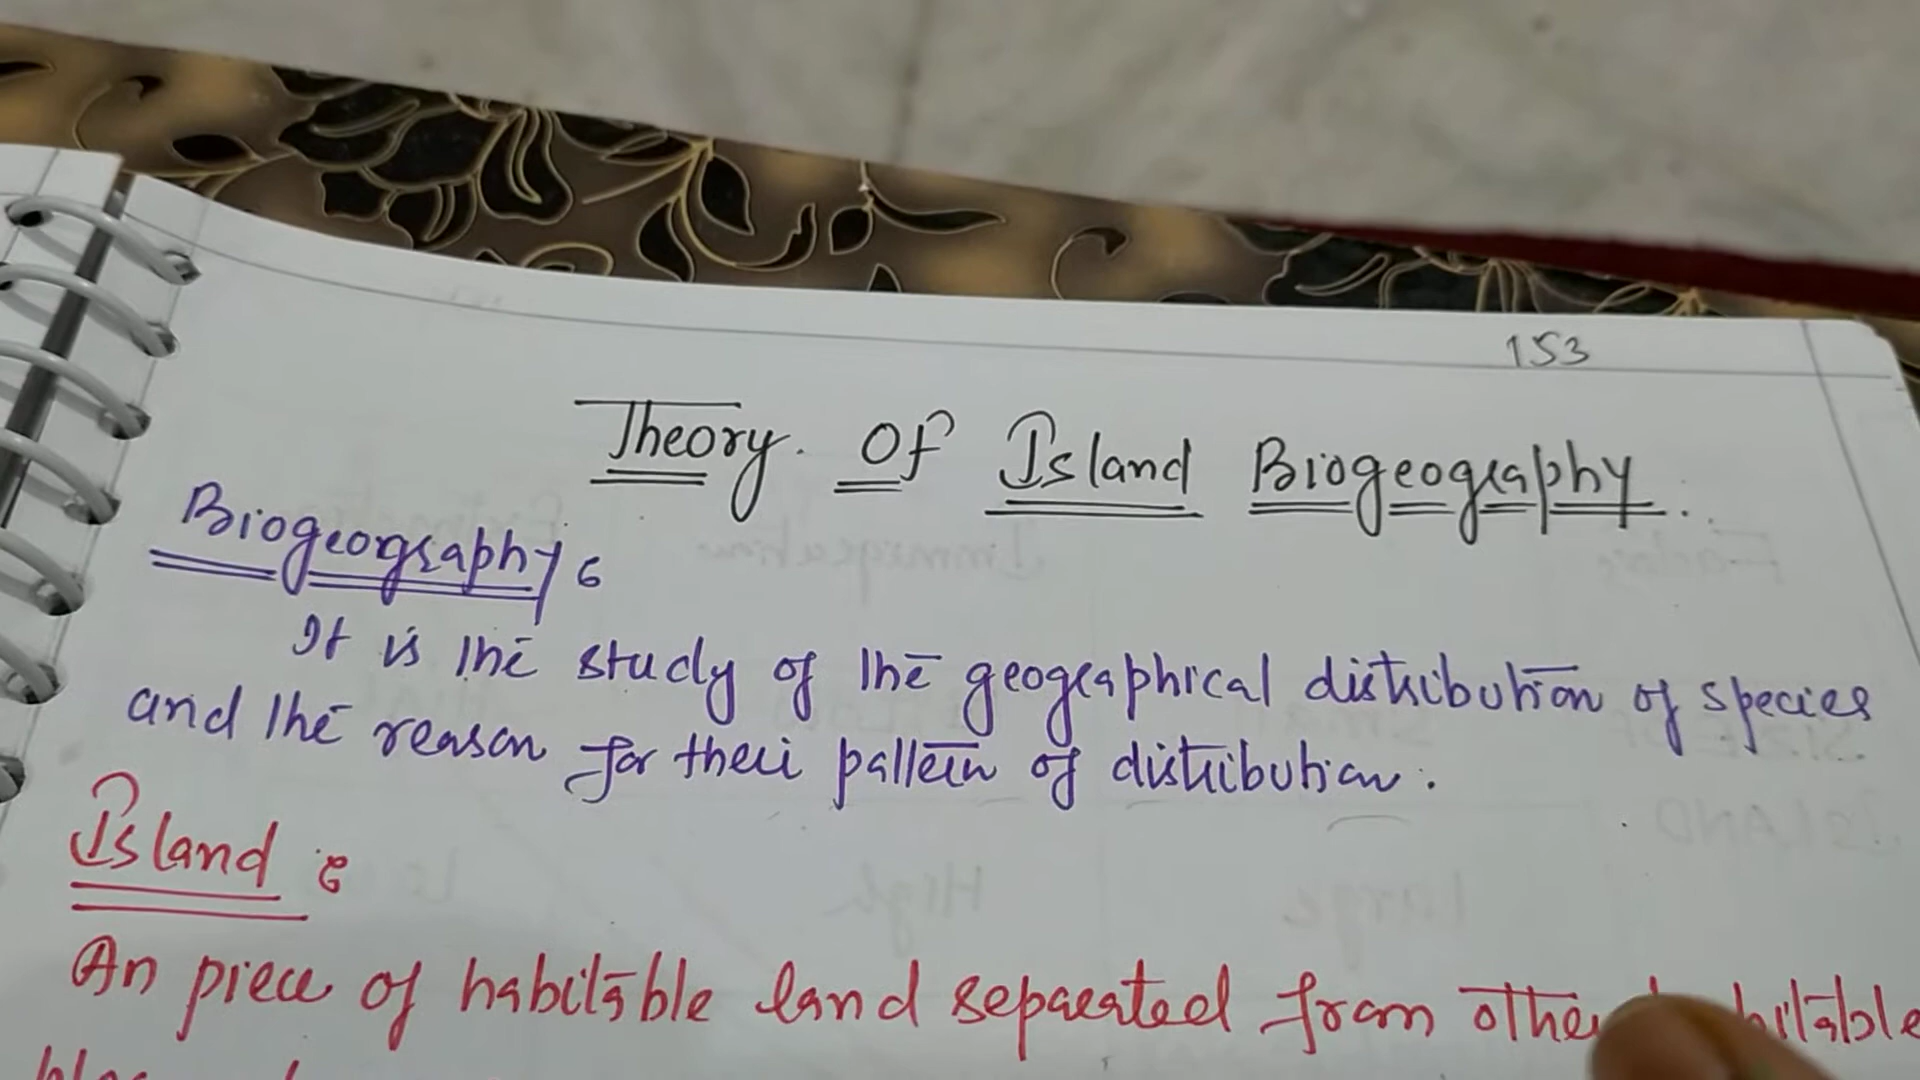 153
Theory. Of Island Biogeography.
Biogeography :
It is the study of the geographical distribution of species
and the reason for their pattern of distribution.
Island :
An piece of habitable land separated from other habitable